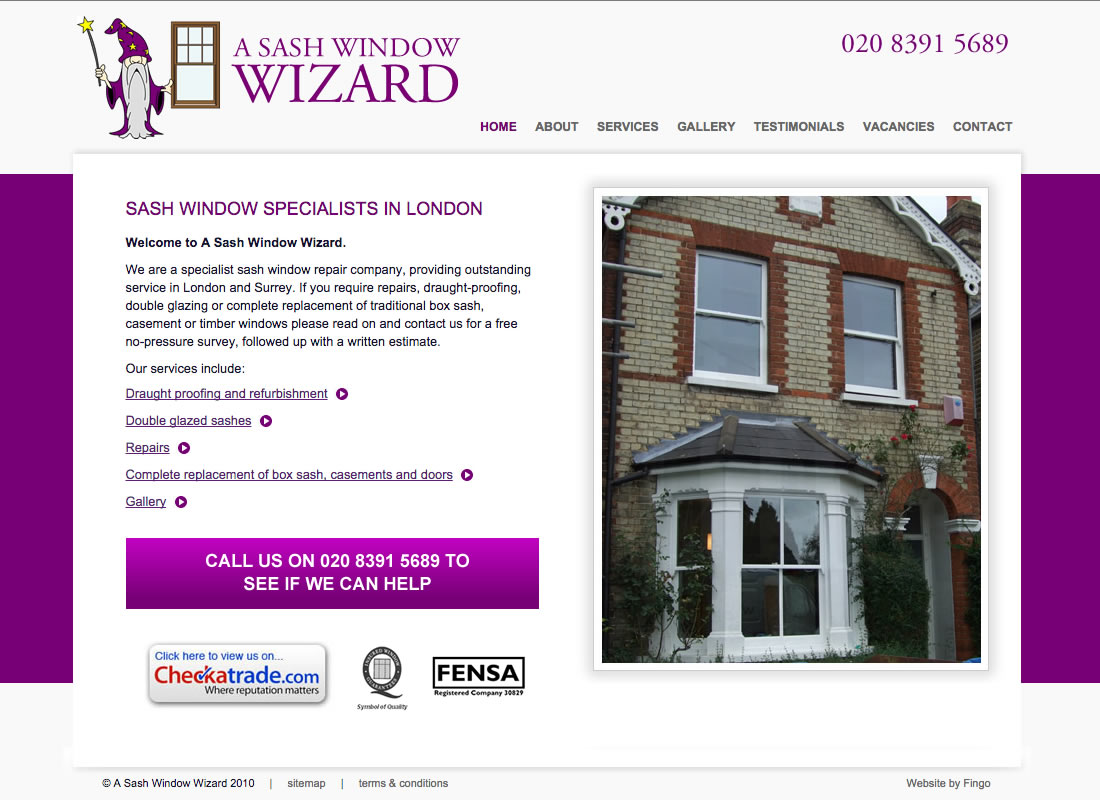 A SASH WINDOW
WIZARD
020 8391 5689
HOME ABOUT SERVICES GALLERY TESTIMONIALS VACANCIES CONTACT
SASH WINDOW SPECIALISTS IN LONDON
Welcome to A Sash Window Wizard.
We are a specialist sash window repair company, providing outstanding
service in London and Surrey. If you require repairs, draught-proofing,
double glazing or complete replacement of traditional box sash,
casement or timber windows please read on and contact us for a free
no-pressure survey, followed up with a written estimate.
Our services include:
Draught proofing and refurbishment
Double glazed sashes
Repairs
Complete replacement of box sash, casements and doors
Gallery
CALL US ON 020 8391 5689 TO
SEE IF WE CAN HELP
Click here to view us on...
Checkatrade.com
Where reputation matters
INSURED WINDOW
GUARANTEES
Symbol of Quality
FENSA
Registered Company 30829
© A Sash Window Wizard 2010 | sitemap | terms & conditions
Website by Fingo